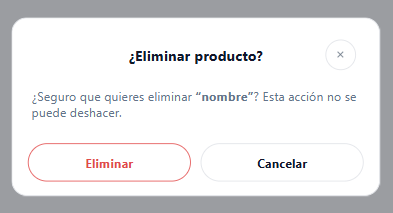 ¿Eliminar producto?
×
¿Seguro que quieres eliminar “nombre”? Esta acción no se
puede deshacer.
Eliminar
Cancelar